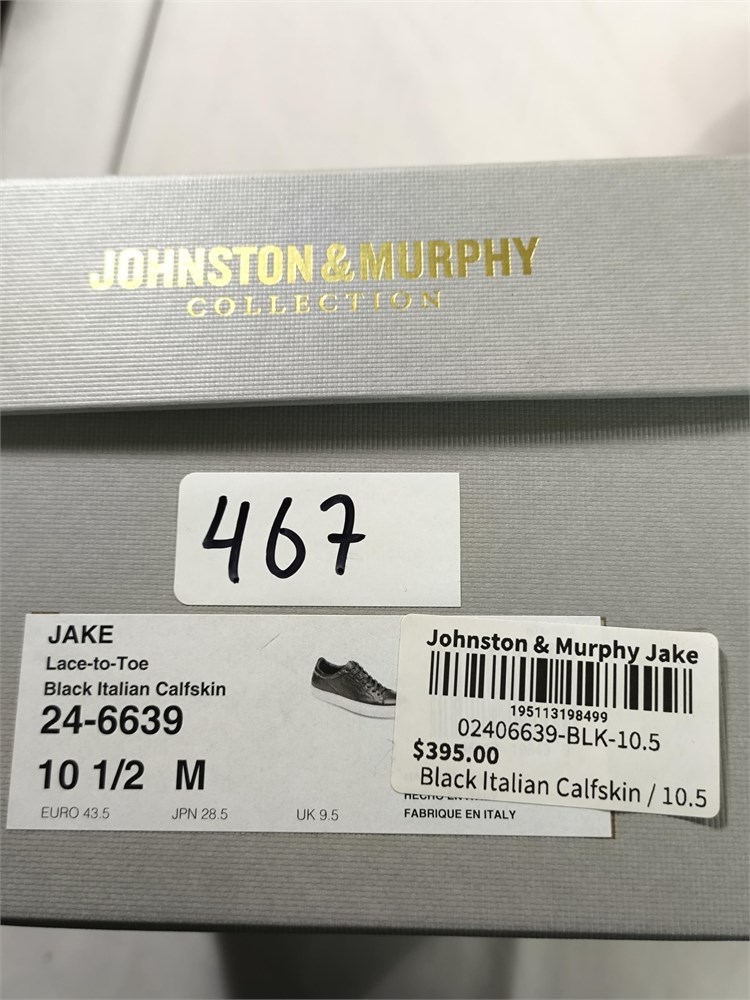 JOHNSTON & MURPHY
COLLECTION
467
JAKE
Lace-to-Toe
Black Italian Calfskin
24-6639
10 1/2 M
EURO 43.5 JPN 28.5 UK 9.5
FABRIQUE EN ITALY
Johnston & Murphy Jake
195113198499
02406639-BLK-10.5
$395.00
Black Italian Calfskin / 10.5